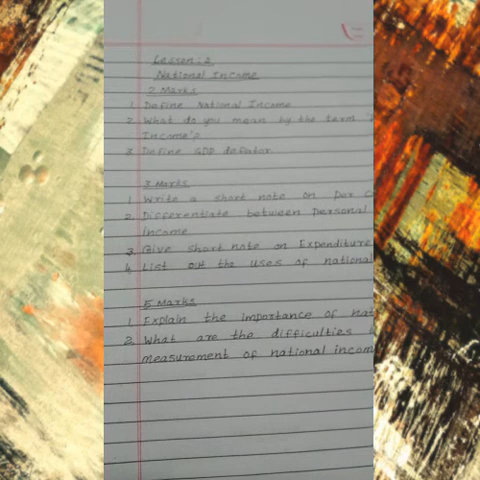 Lesson: 2
National Income
2 Marks
1. Define National Income
2. What do you mean by the term
Income's?
3. Define GDP deflator.
3 Marks
1. Write a short note on per
2. Differentiate between personal
Income
3. Give short note on Expenditure
4. List out the uses of national
5 Marks
1. Explain the importance of nat
2. What are the difficulties
measurement of national incom